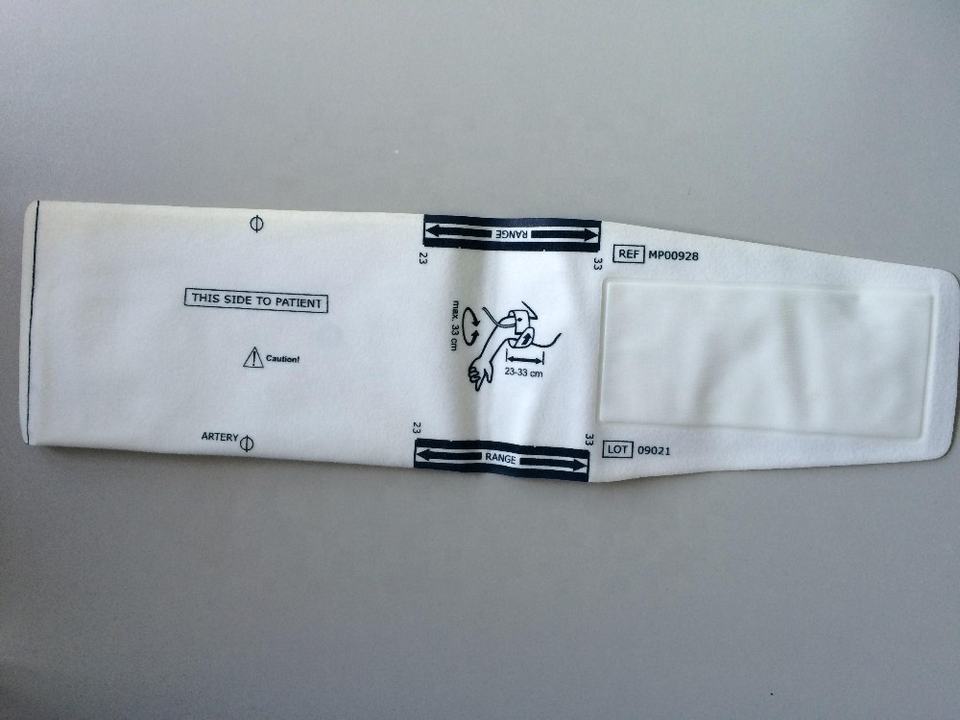 RANGE
23
33
REF MP00928
THIS SIDE TO PATIENT
Caution!
max. 33 cm
23-33 cm
ARTERY
23
33
RANGE
LOT 09021